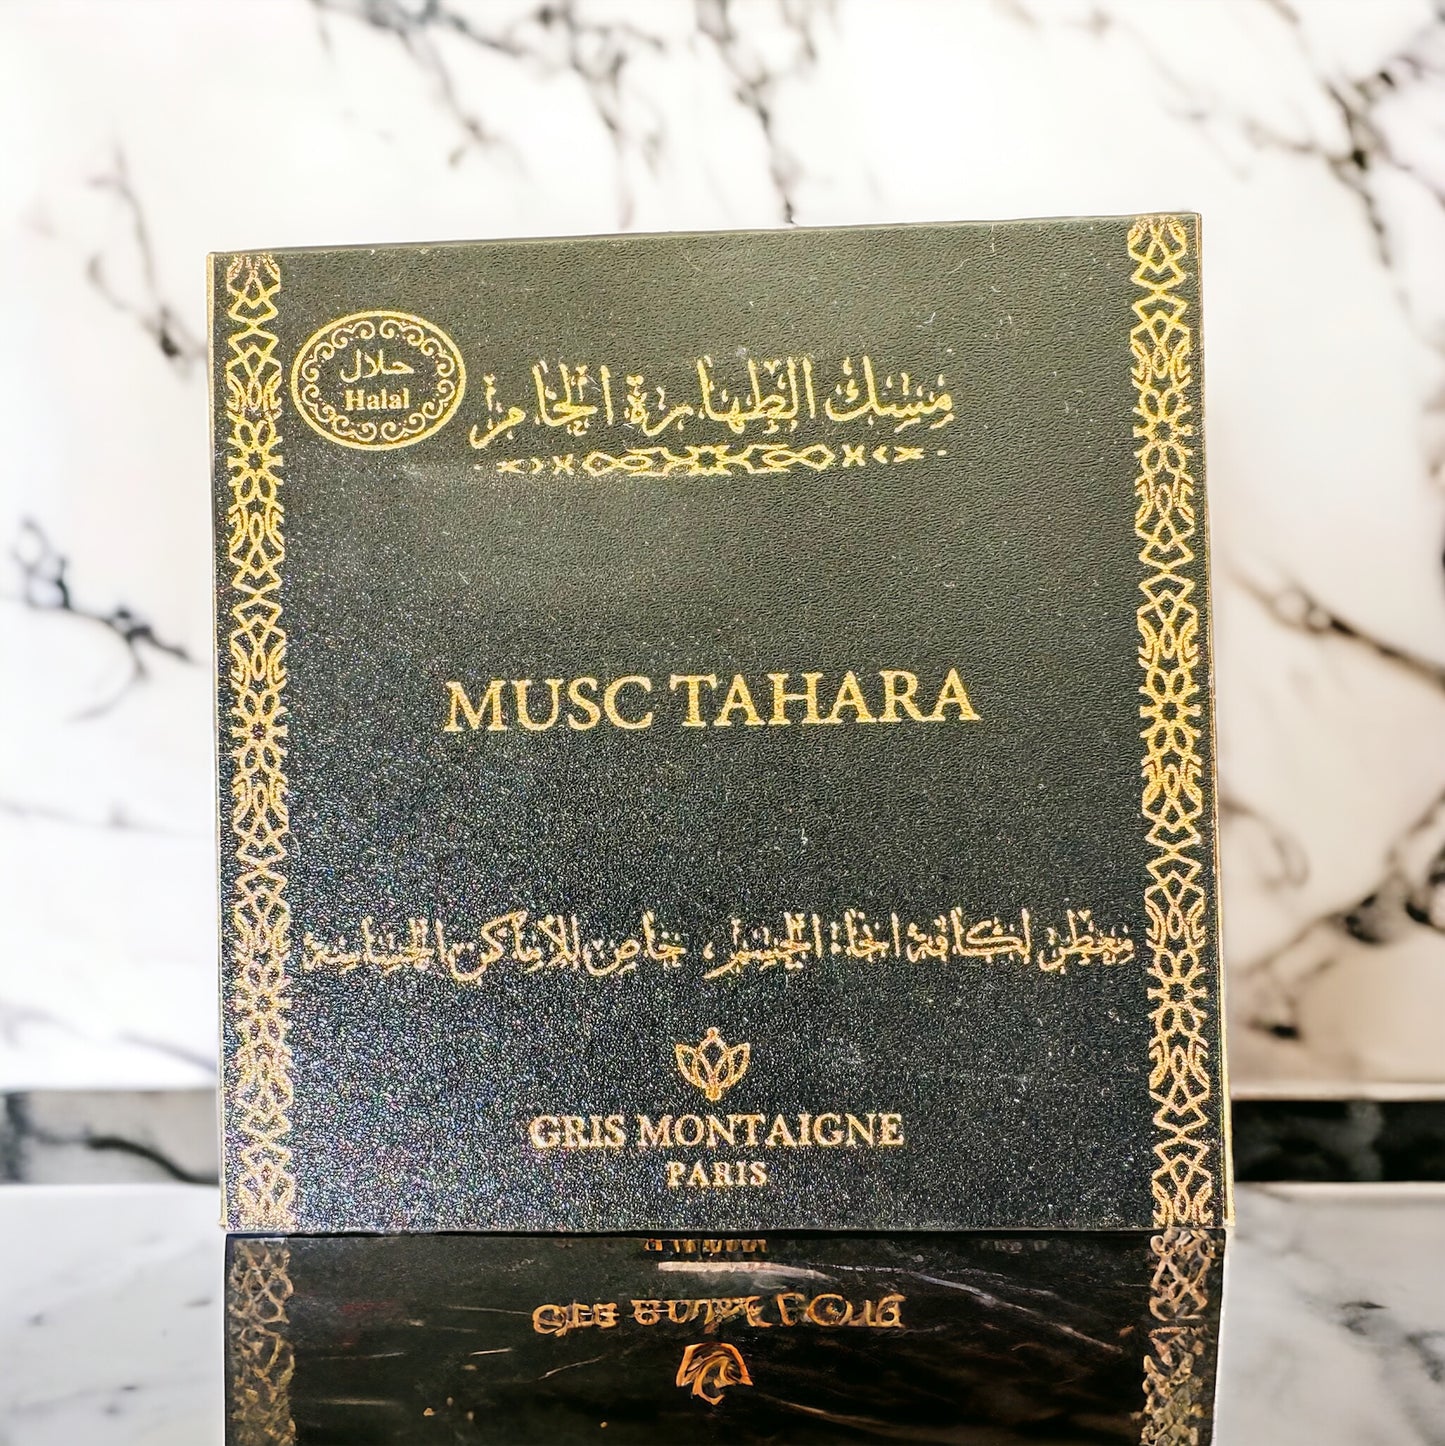 حلال
Halal
مسك الطهارة الخام
MUSC TAHARA
معطر لكافة انحاء الجسم، خاص للاماكن الحساسة
GRIS MONTAIGNE
PARIS